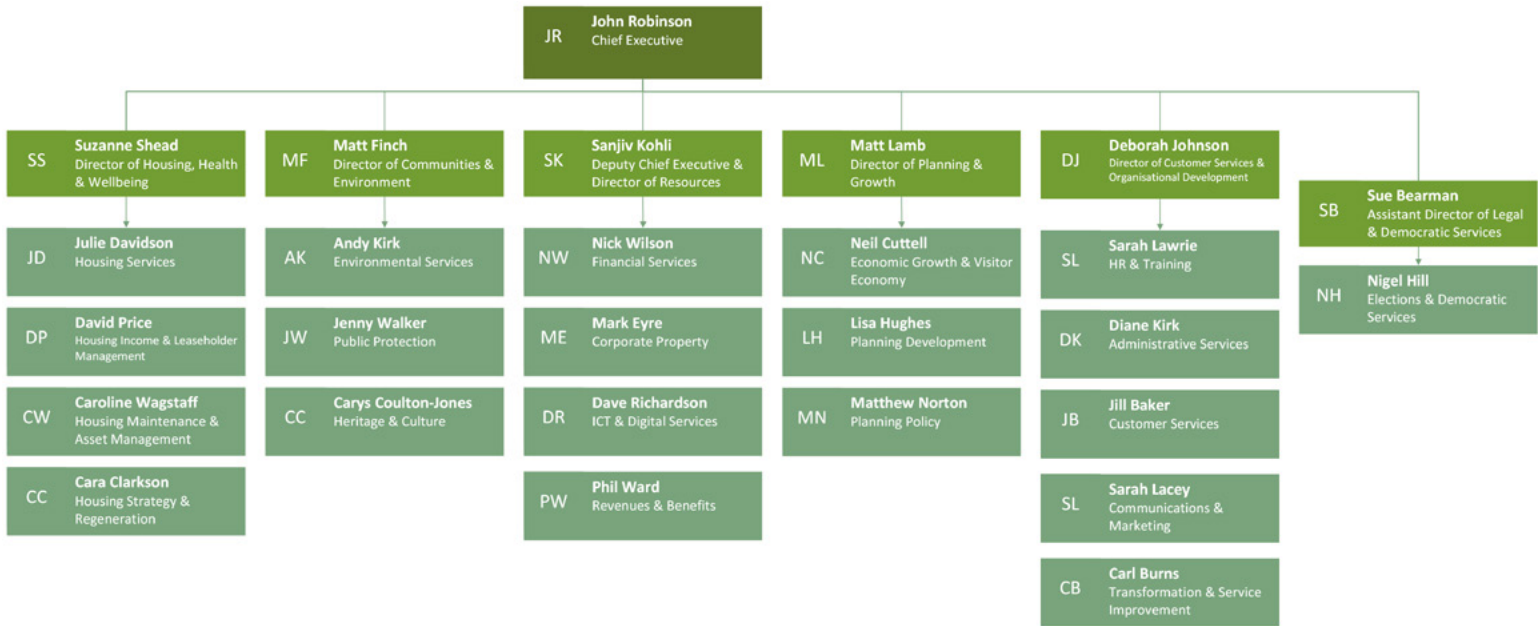 JR
John Robinson
Chief Executive
SS
Suzanne Shead
Director of Housing, Health
& Wellbeing
JD
Julie Davidson
Housing Services
DP
David Price
Housing Income & Leaseholder
Management
CW
Caroline Wagstaff
Housing Maintenance &
Asset Management
CC
Cara Clarkson
Housing Strategy &
Regeneration
MF
Matt Finch
Director of Communities &
Environment
AK
Andy Kirk
Environmental Services
JW
Jenny Walker
Public Protection
CC
Carys Coulton-Jones
Heritage & Culture
SK
Sanjiv Kohli
Deputy Chief Executive &
Director of Resources
NW
Nick Wilson
Financial Services
ME
Mark Eyre
Corporate Property
DR
Dave Richardson
ICT & Digital Services
PW
Phil Ward
Revenues & Benefits
ML
Matt Lamb
Director of Planning &
Growth
NC
Neil Cuttell
Economic Growth & Visitor
Economy
LH
Lisa Hughes
Planning Development
MN
Matthew Norton
Planning Policy
DJ
Deborah Johnson
Director of Customer Services &
Organisational Development
SL
Sarah Lawrie
HR & Training
DK
Diane Kirk
Administrative Services
JB
Jill Baker
Customer Services
SL
Sarah Lacey
Communications &
Marketing
CB
Carl Burns
Transformation & Service
Improvement
SB
Sue Bearman
Assistant Director of Legal
& Democratic Services
NH
Nigel Hill
Elections & Democratic
Services